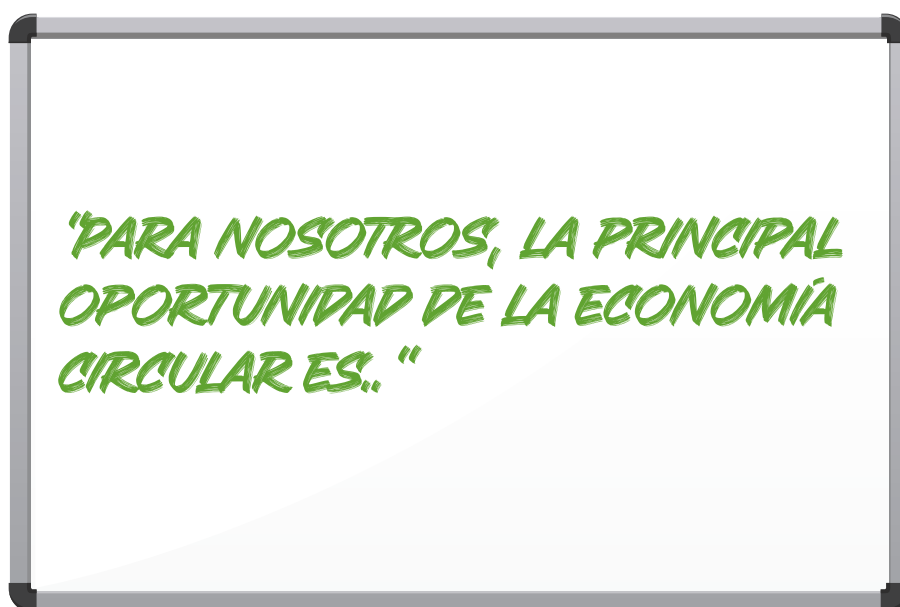 "PARA NOSOTROS, LA PRINCIPAL
OPORTUNIDAD DE LA ECONOMÍA
CIRCULAR ES.. "